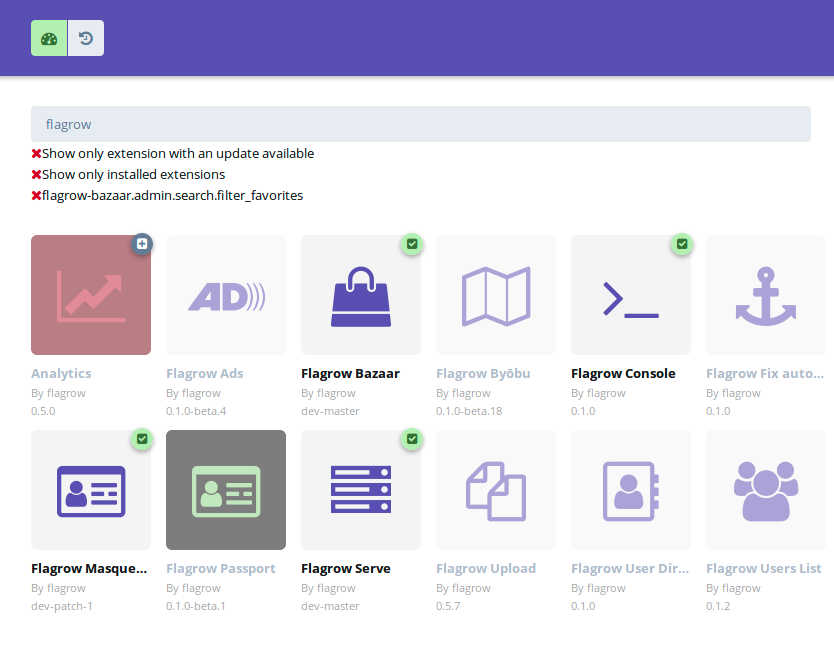 flagrow
Show only extension with an update available
Show only installed extensions
flagrow-bazaar.admin.search.filter_favorites
AD
Analytics
By flagrow
0.5.0
Flagrow Ads
By flagrow
0.1.0-beta.4
Flagrow Bazaar
By flagrow
dev-master
Flagrow Byōbu
By flagrow
0.1.0-beta.18
Flagrow Console
By flagrow
0.1.0
Flagrow Fix auto...
By flagrow
0.1.0
Flagrow Masque...
By flagrow
dev-patch-1
Flagrow Passport
By flagrow
0.1.0-beta.1
Flagrow Serve
By flagrow
dev-master
Flagrow Upload
By flagrow
0.5.7
Flagrow User Dir...
By flagrow
0.1.0
Flagrow Users List
By flagrow
0.1.2